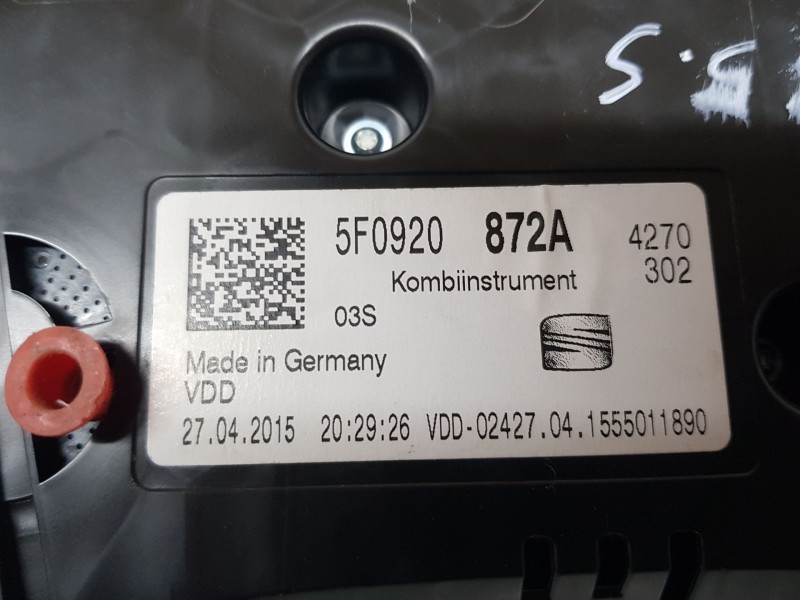 5F0920 872A 4270
Kombiinstrument 302
03S
Made in Germany
VDD
27.04.2015 20:29:26 VDD-02427.04.1555011890